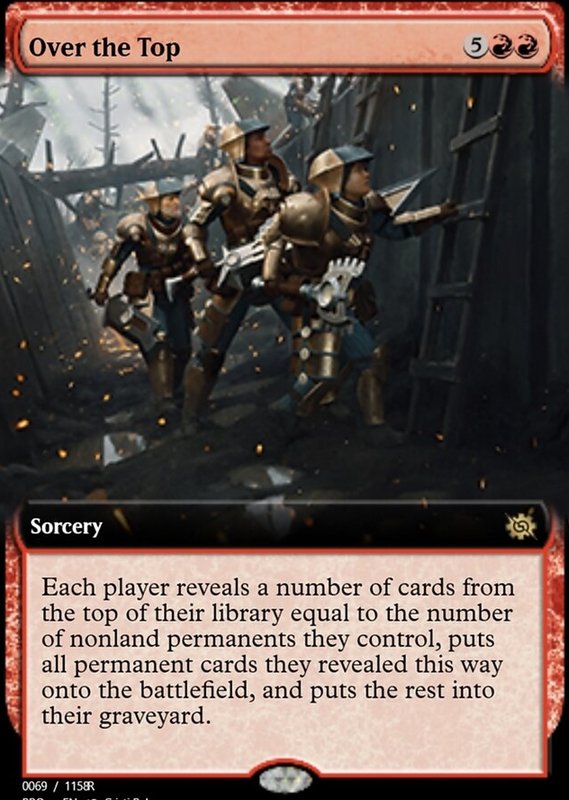 Over the Top 5
Sorcery
Each player reveals a number of cards from
the top of their library equal to the number
of nonland permanents they control, puts
all permanent cards they revealed this way
onto the battlefield, and puts the rest into
their graveyard.
0069 / 1158R